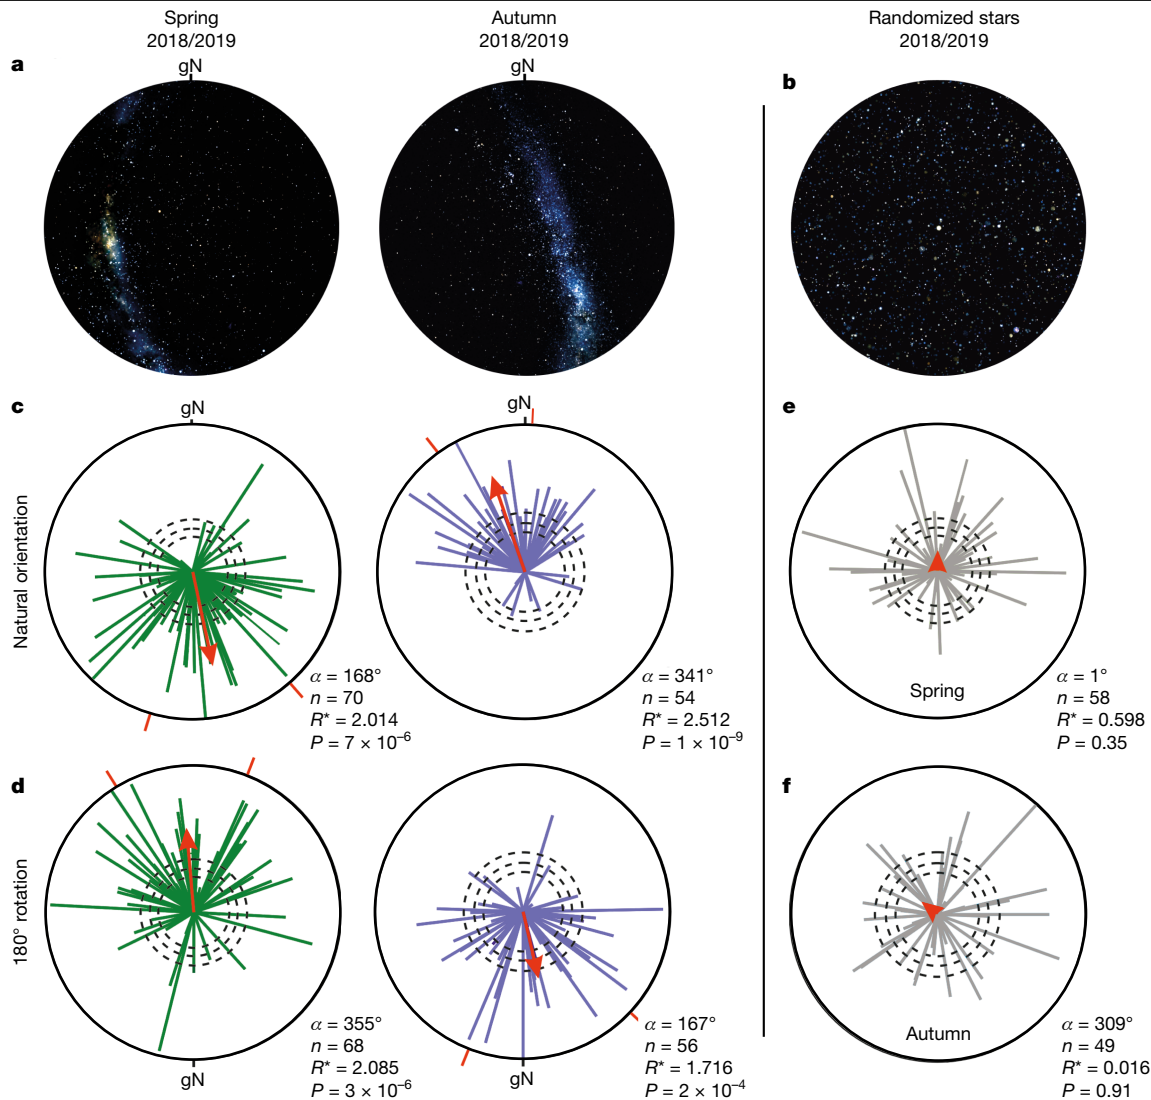 Spring
2018/2019
Autumn
2018/2019
Randomized stars
2018/2019
a
gN
gN
b
c
gN
gN
e
Natural orientation
α = 168°
n = 70
R* = 2.014
P = 7 × 10⁻⁶
α = 341°
n = 54
R* = 2.512
P = 1 × 10⁻⁹
Spring
α = 1°
n = 58
R* = 0.598
P = 0.35
d
f
180° rotation
gN
α = 355°
n = 68
R* = 2.085
P = 3 × 10⁻⁶
gN
α = 167°
n = 56
R* = 1.716
P = 2 × 10⁻⁴
Autumn
α = 309°
n = 49
R* = 0.016
P = 0.91